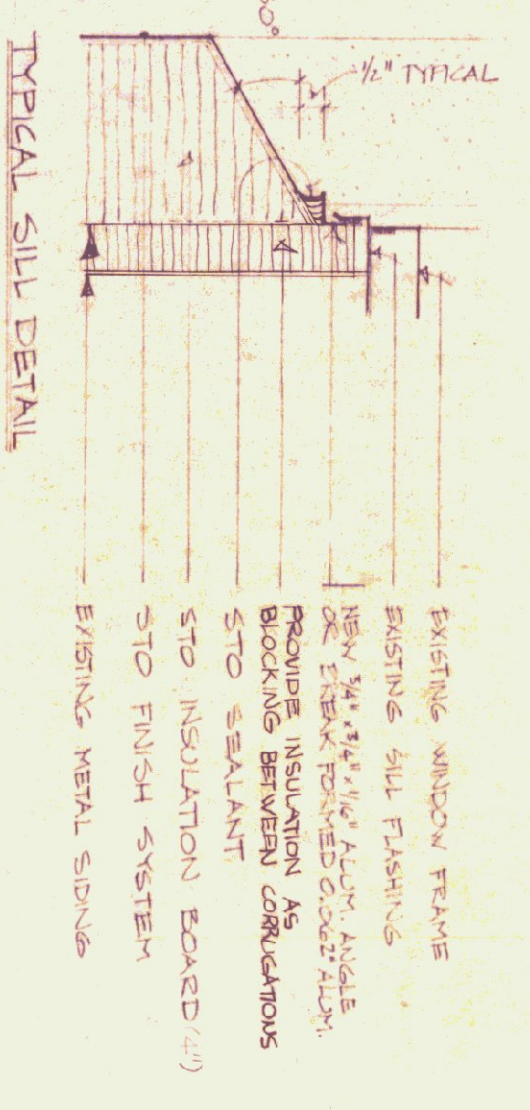 EXISTING WINDOW FRAME
EXISTING SILL FLASHING
NEW 3/4" x 3/4" x 1/16" ALUM. ANGLE
OR BREAK FORMED 0.062" ALUM.
PROVIDE INSULATION AS
BLOCKING BETWEEN CORRUGATIONS
STO SEALANT
STO INSULATION BOARD (4")
STO FINISH SYSTEM
EXISTING METAL SIDING
1/2" TYPICAL
TYPICAL SILL DETAIL